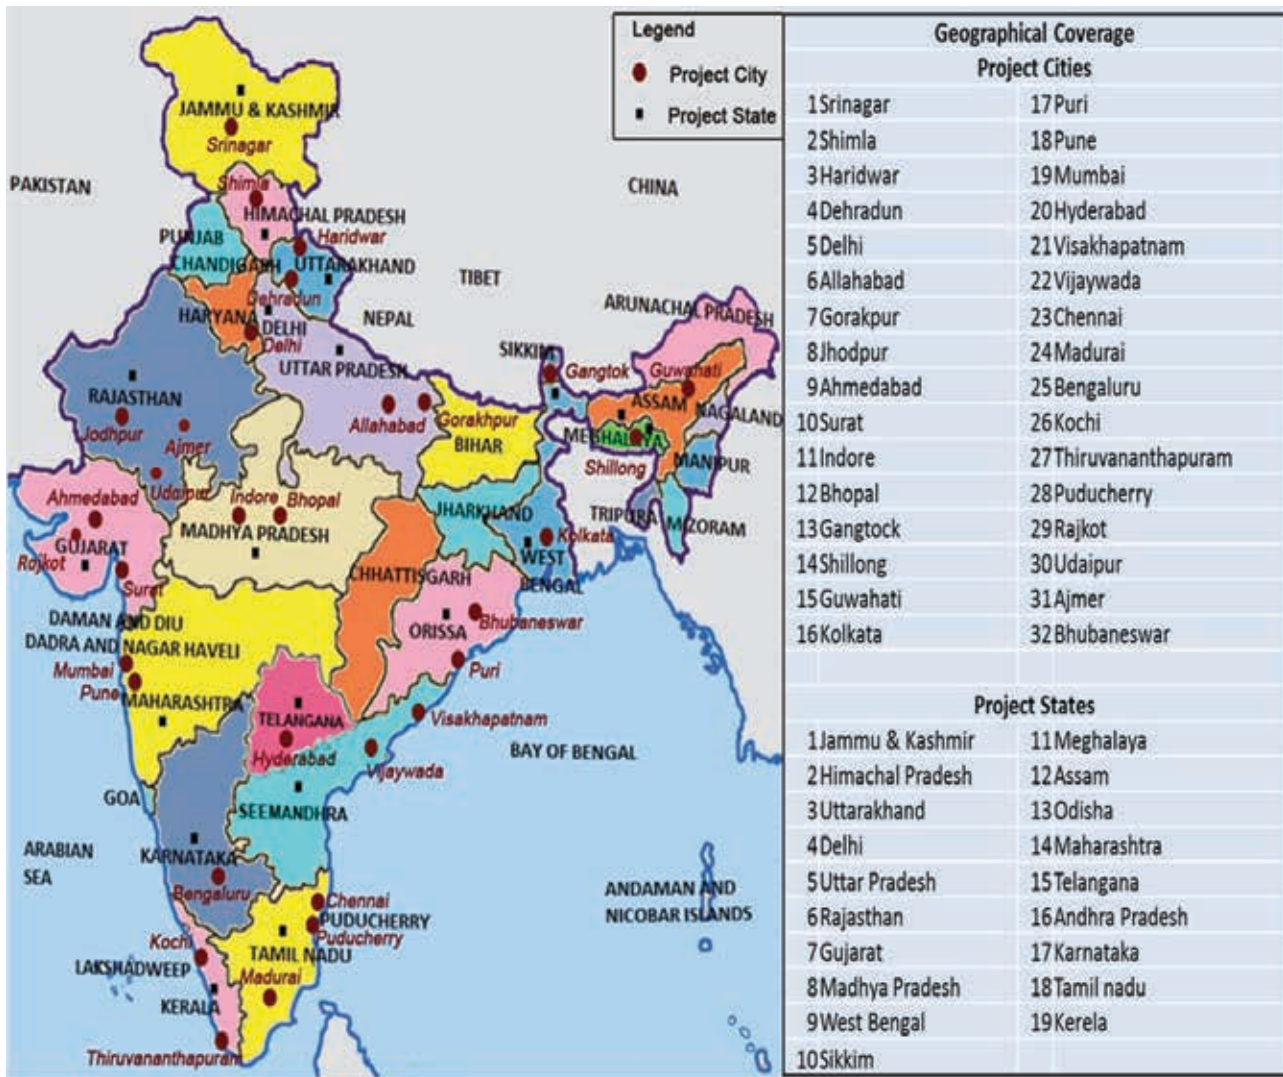 Legend
Project City
Project State
JAMMU & KASHMIR
Srinagar
PAKISTAN
CHINA
Shimla
HIMACHAL PRADESH
PUNJAB
Haridwar
CHANDIGARH
UTTARAKHAND
TIBET
Dehradun
HARYANA
DELHI
Delhi
NEPAL
ARUNACHAL PRADESH
SIKKIM
UTTAR PRADESH
Gangtok
Guwahati
RAJASTHAN
ASSAM
NAGALAND
Jodhpur
Ajmer
Allahabad
Gorakhpur
BIHAR
MEGHALAYA
MANIPUR
Shillong
Ahmedabad
Udaipur
Indore
Bhopal
JHARKHAND
TRIPURA
MIZORAM
GUJARAT
MADHYA PRADESH
Kolkata
Rajkot
Surat
CHHATTISGARH
WEST
BENGAL
DAMAN AND DIU
ORISSA
Bhubaneswar
DADRA AND NAGAR HAVELI
Mumbai
Puri
Pune
MAHARASHTRA
TELANGANA
Visakhapatnam
Hyderabad
Vijaywada
BAY OF BENGAL
GOA
SEEMANDHRA
ARABIAN
SEA
KARNATAKA
Bengaluru
Chennai
PUDUCHERRY
Puducherry
ANDAMAN AND
NICOBAR ISLANDS
Kochi
TAMIL NADU
LAKSHADWEEP
Madurai
KERALA
Thiruvananthapuram
Geographical Coverage
Project Cities
1 Srinagar 17 Puri
2 Shimla 18 Pune
3 Haridwar 19 Mumbai
4 Dehradun 20 Hyderabad
5 Delhi 21 Visakhapatnam
6 Allahabad 22 Vijaywada
7 Gorakpur 23 Chennai
8 Jhodpur 24 Madurai
9 Ahmedabad 25 Bengaluru
10 Surat 26 Kochi
11 Indore 27 Thiruvananthapuram
12 Bhopal 28 Puducherry
13 Gangtock 29 Rajkot
14 Shillong 30 Udaipur
15 Guwahati 31 Ajmer
16 Kolkata 32 Bhubaneswar
Project States
1 Jammu & Kashmir 11 Meghalaya
2 Himachal Pradesh 12 Assam
3 Uttarakhand 13 Odisha
4 Delhi 14 Maharashtra
5 Uttar Pradesh 15 Telangana
6 Rajasthan 16 Andhra Pradesh
7 Gujarat 17 Karnataka
8 Madhya Pradesh 18 Tamil nadu
9 West Bengal 19 Kerela
10 Sikkim